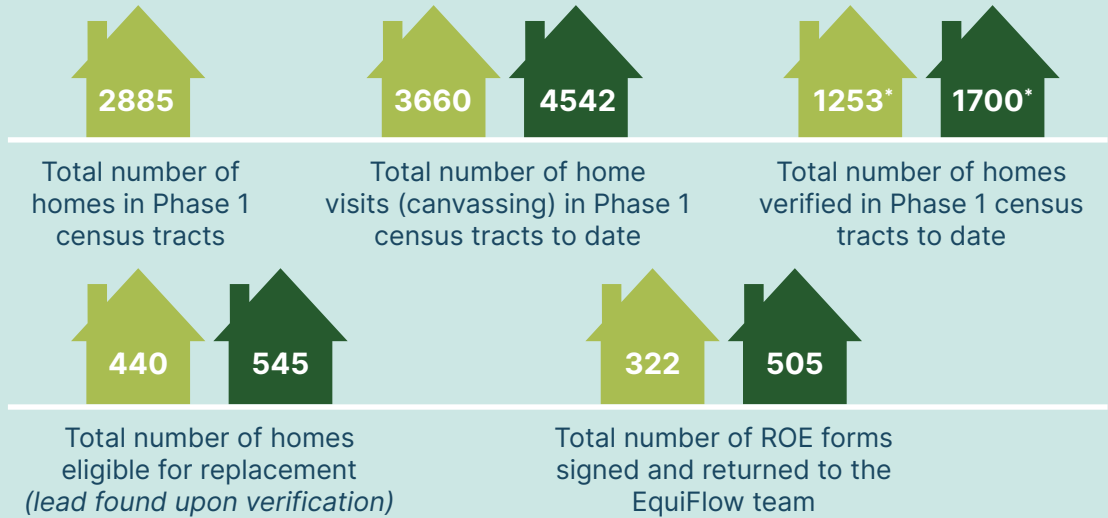 2885
3660
4542
1253*
1700*
Total number of
homes in Phase 1
census tracts
Total number of home
visits (canvassing) in Phase 1
census tracts to date
Total number of homes
verified in Phase 1 census
tracts to date
440
545
322
505
Total number of homes
eligible for replacement
(lead found upon verification)
Total number of ROE forms
signed and returned to the
EquiFlow team